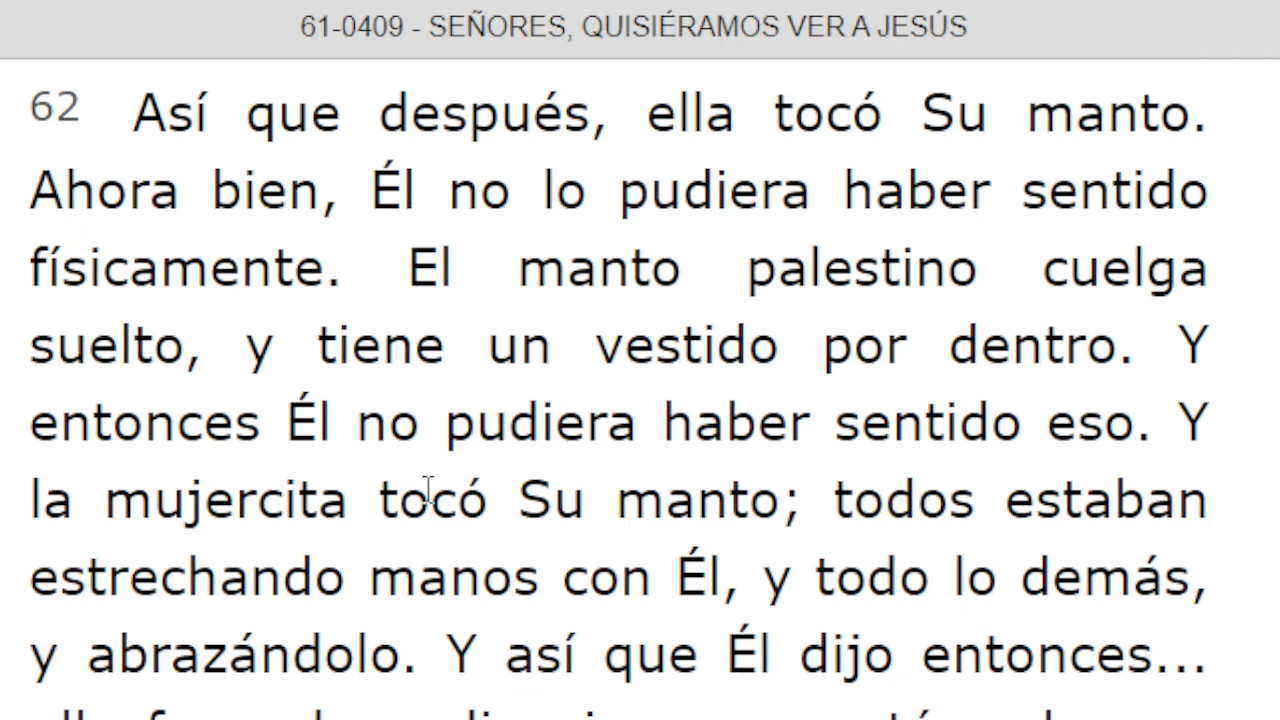 61-0409 - SEÑORES, QUISIÉRAMOS VER A JESÚS
62 Así que después, ella tocó Su manto.
Ahora bien, Él no lo pudiera haber sentido
físicamente. El manto palestino cuelga
suelto, y tiene un vestido por dentro. Y
entonces Él no pudiera haber sentido eso. Y
la mujercita tocó Su manto; todos estaban
estrechando manos con Él, y todo lo demás,
y abrazándolo. Y así que Él dijo entonces...